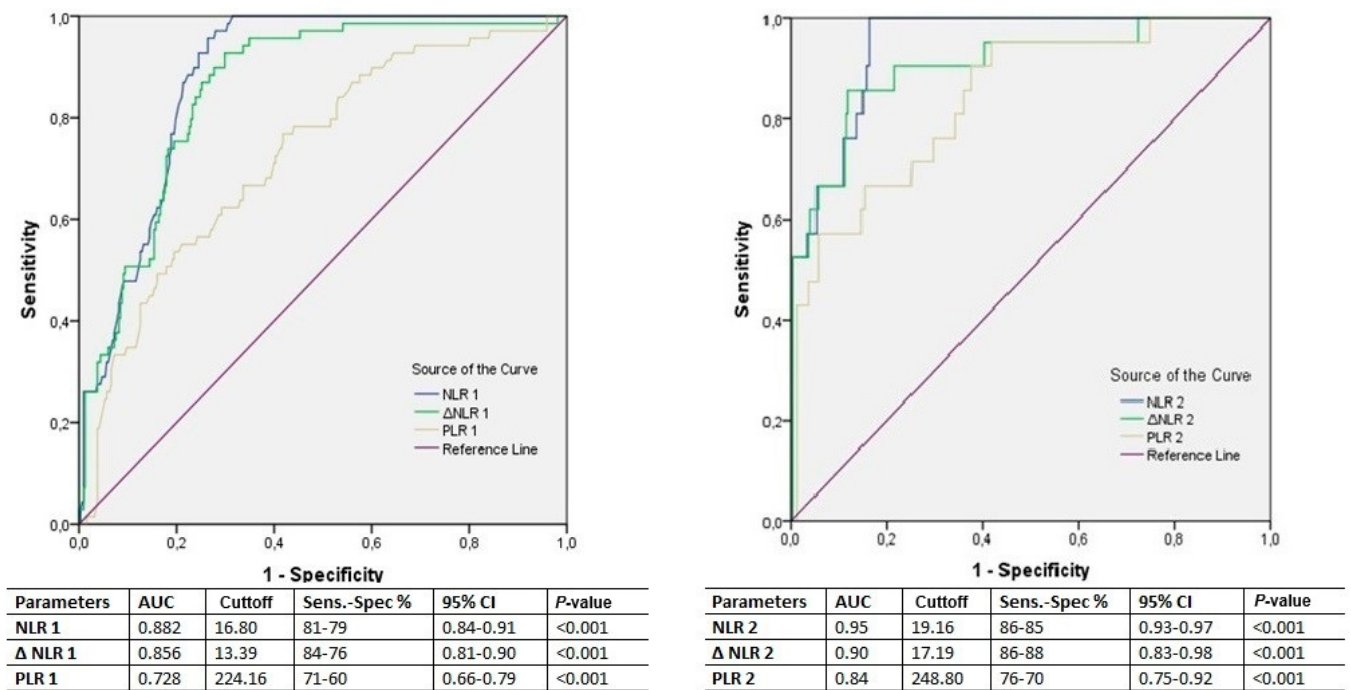 1,0
0,8
0,6
0,4
0,2
0,0
Sensitivity
Source of the Curve
NLR 1
ΔNLR 1
PLR 1
Reference Line
0,0 0,2 0,4 0,6 0,8 1,0
1 - Specificity
Parameters AUC Cuttoff Sens.-Spec % 95% CI P-value
NLR 1 0.882 16.80 81-79 0.84-0.91 <0.001
Δ NLR 1 0.856 13.39 84-76 0.81-0.90 <0.001
PLR 1 0.728 224.16 71-60 0.66-0.79 <0.001
1,0
0,8
0,6
0,4
0,2
0,0
Sensitivity
Source of the Curve
NLR 2
ΔNLR 2
PLR 2
Reference Line
0,0 0,2 0,4 0,6 0,8 1,0
1 - Specificity
Parameters AUC Cuttoff Sens.-Spec % 95% CI P-value
NLR 2 0.95 19.16 86-85 0.93-0.97 <0.001
Δ NLR 2 0.90 17.19 86-88 0.83-0.98 <0.001
PLR 2 0.84 248.80 76-70 0.75-0.92 <0.001